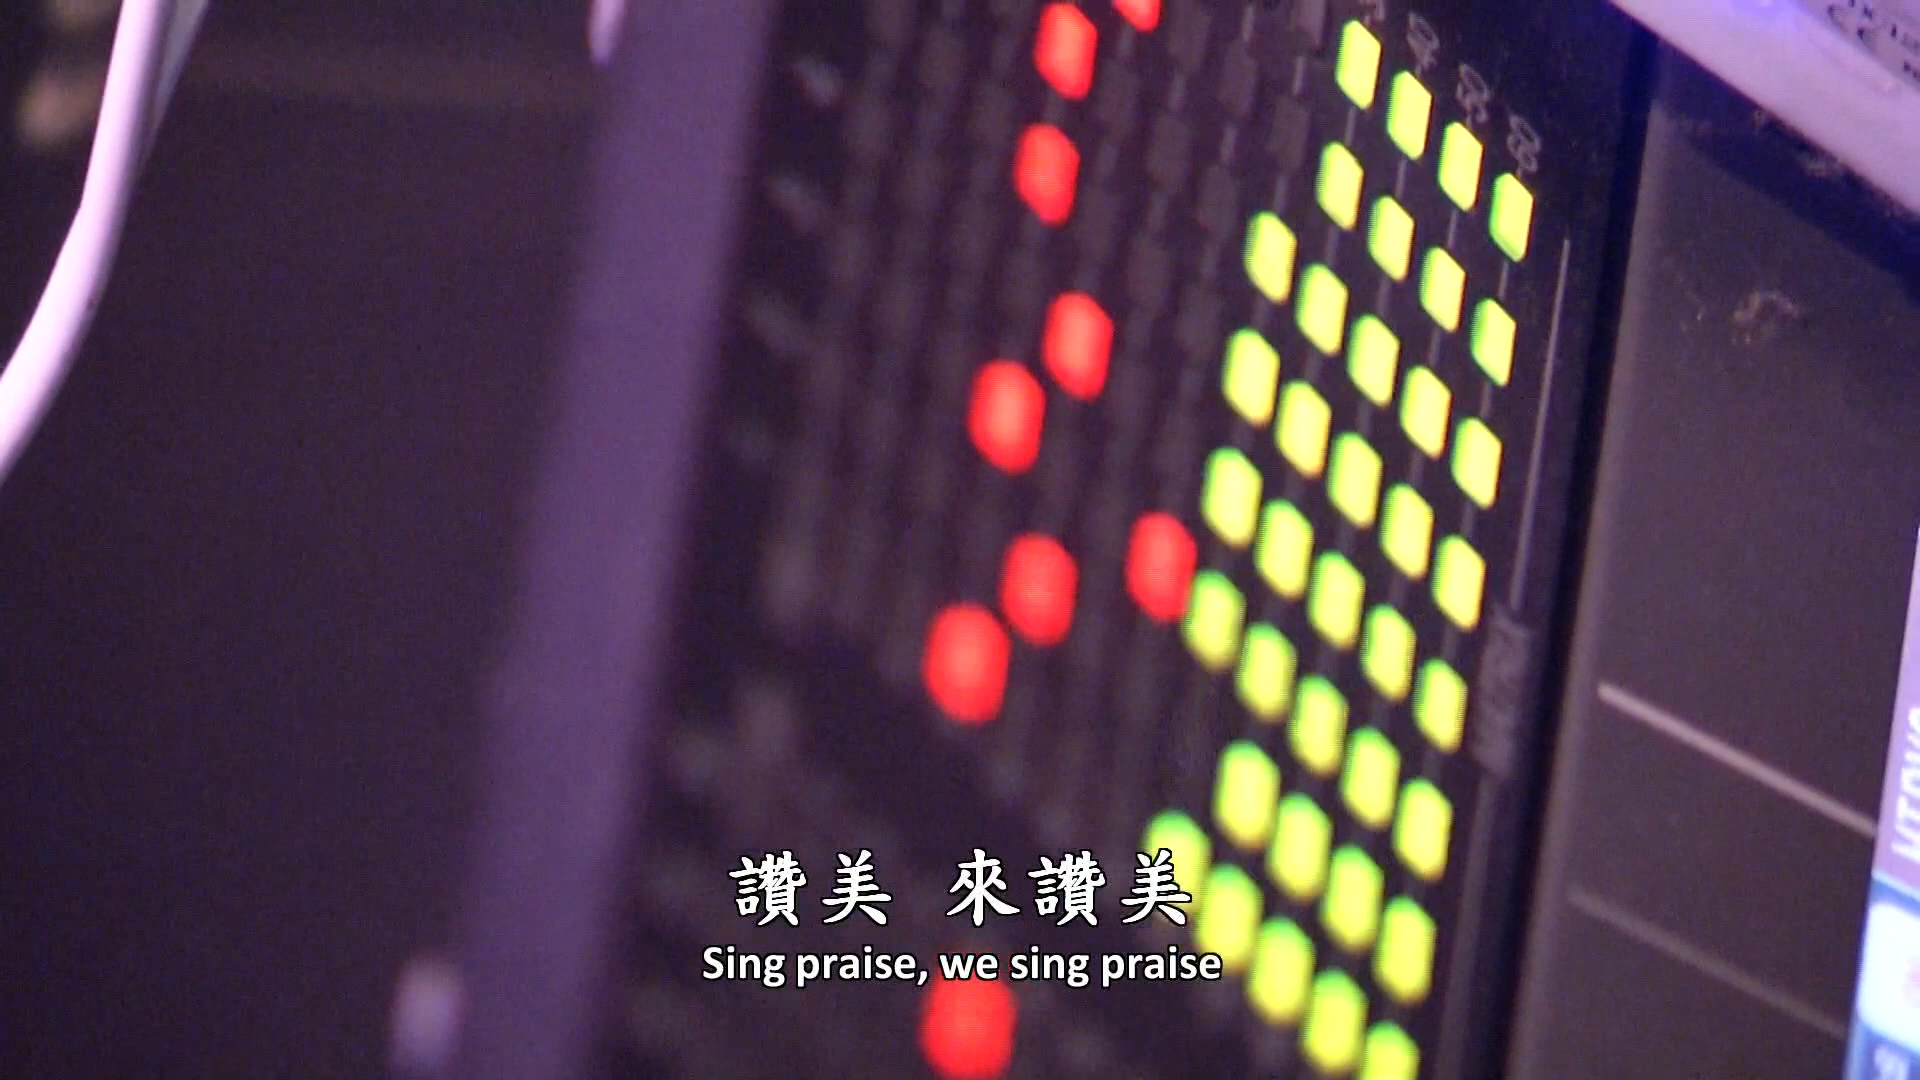 讚美 來讚美
Sing praise, we sing praise